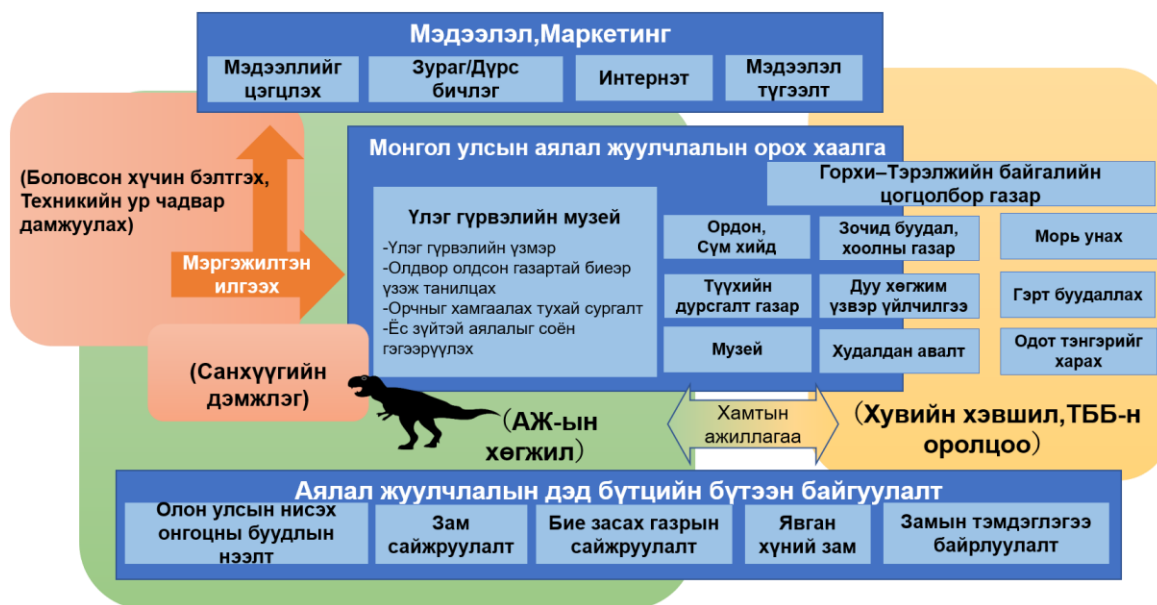 Мэдээлэл,Маркетинг
Мэдээллийг
цэгцлэх
Зураг/Дүрс
бичлэг
Интернэт
Мэдээлэл
түгээлт
(Боловсон хүчин бэлтгэх,
Техникийн ур чадвар
дамжуулах)
Мэргэжилтэн
илгээх
(Санхүүгийн
дэмжлэг)
Монгол улсын аялал жуулчлалын орох хаалга
Горхи–Тэрэлжийн байгалийн
цогцолбор газар
Үлэг гүрвэлийн музей
-Үлэг гүрвэлийн үзмэр
-Олдвор олдсон газартай биеэр
үзэж танилцах
-Орчныг хамгаалах тухай сургалт
-Ёс зүйтэй аялалыг соён
гэгээрүүлэх
Ордон,
Сүм хийд
Зочид буудал,
хоолны газар
Морь унах
Түүхийн
дурсгалт газар
Дуу хөгжим
үзвэр үйлчилгээ
Гэрт буудаллах
Музей
Худалдан авалт
Одот тэнгэрийг
харах
(АЖ-ын
хөгжил)
Хамтын
ажиллагаа
(Хувийн хэвшил,ТББ-н
оролцоо)
Аялал жуулчлалын дэд бүтцийн бүтээн байгуулалт
Олон улсын нисэх
онгоцны буудлын
нээлт
Зам
сайжруулалт
Бие засах газрын
сайжруулалт
Явган
хүний зам
Замын тэмдэглэгээ
байрлуулалт